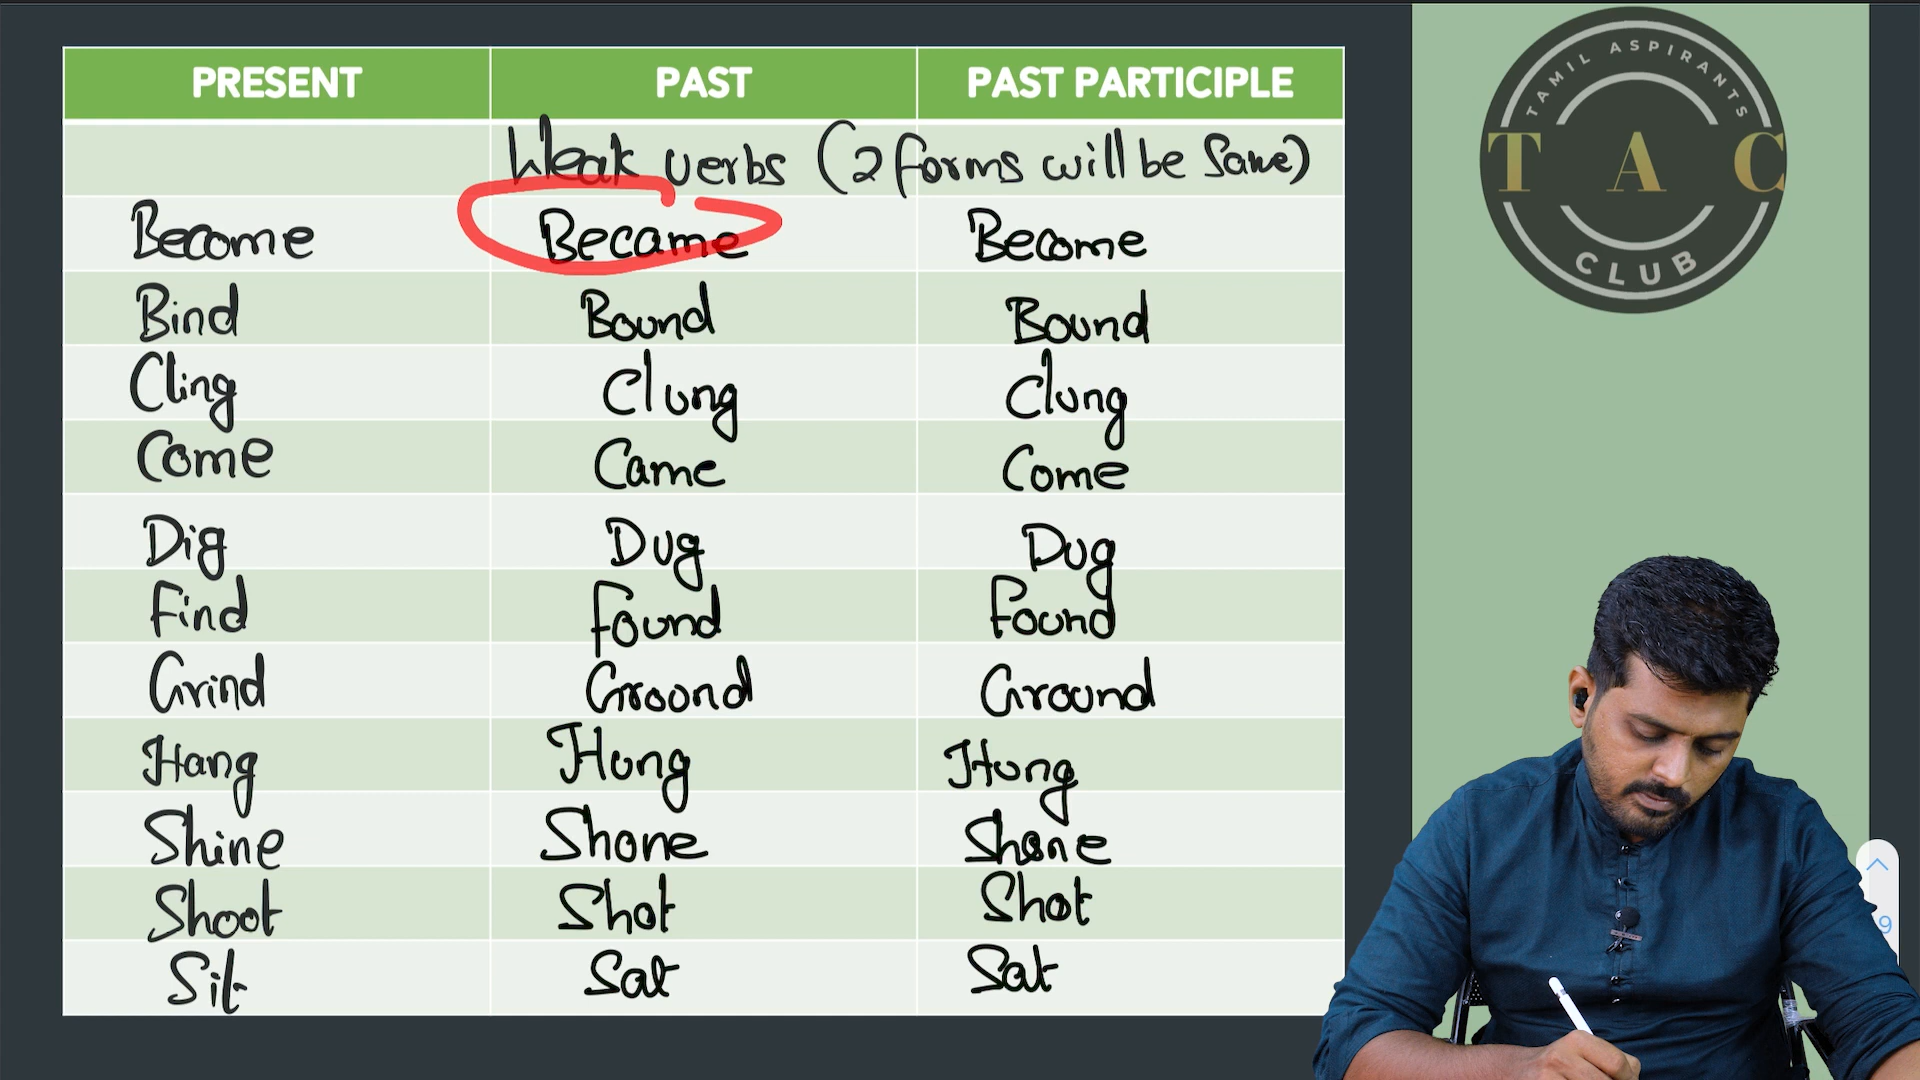 PRESENT PAST PAST PARTICIPLE
Weak verbs (2 forms will be Same)
Become Became Become
Bind Bound Bound
Cling Clung Clung
Come Came Come
Dig Dug Dug
Find Found Found
Grind Ground Ground
Hang Hung Hung
Shine Shone Shone
Shoot Shot Shot
Sit Sat Sat
TAMIL ASPIRANTS
T A C
CLUB
9